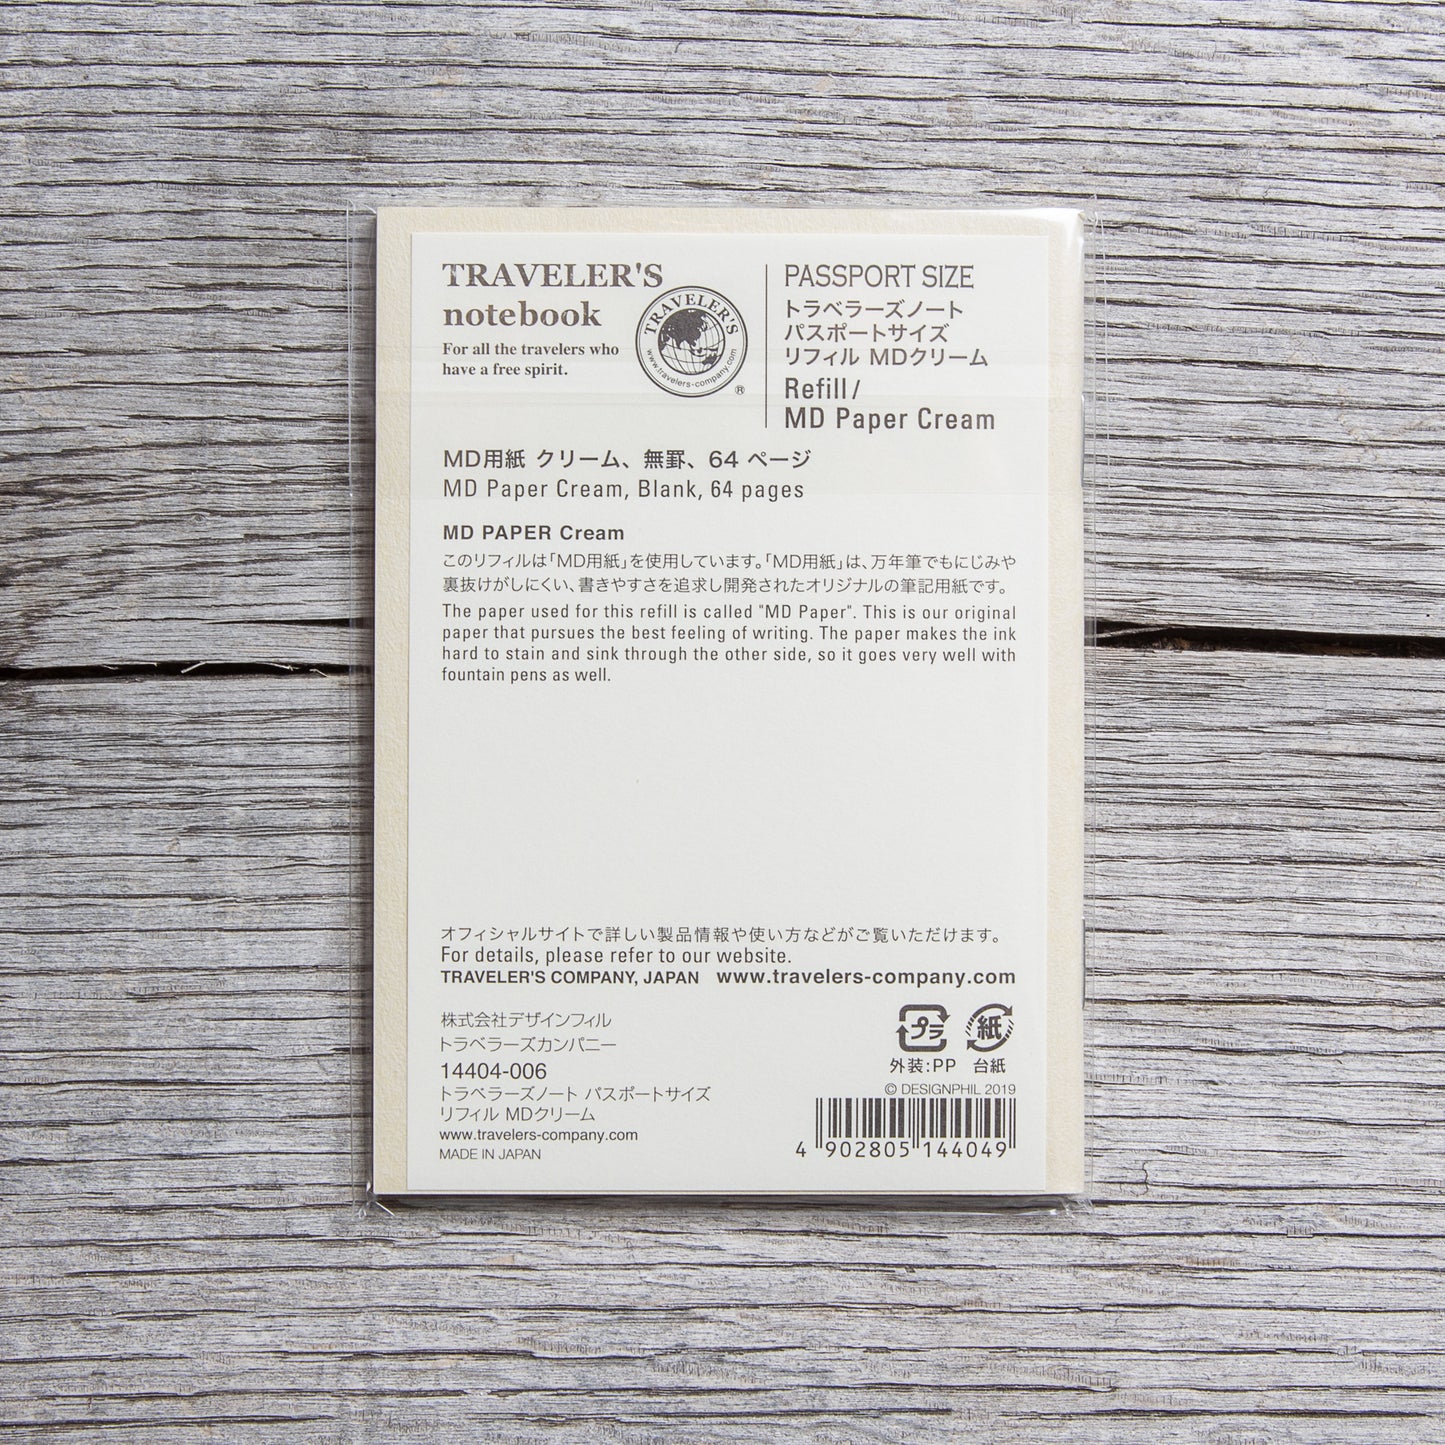 TRAVELER'S
notebook
For all the travelers who
have a free spirit.
TRAVELER'S
www.travelers-company.com
®
PASSPORT SIZE
トラベラーズノート
パスポートサイズ
リフィル MDクリーム
Refill /
MD Paper Cream
MD用紙 クリーム、無罫、64 ページ
MD Paper Cream, Blank, 64 pages
MD PAPER Cream
このリフィルは「MD用紙」を使用しています。「MD用紙」は、万年筆でもにじみや
裏抜けがしにくい、書きやすさを追求し開発されたオリジナルの筆記用紙です。
The paper used for this refill is called "MD Paper". This is our original
paper that pursues the best feeling of writing. The paper makes the ink
hard to stain and sink through the other side, so it goes very well with
fountain pens as well.
オフィシャルサイトで詳しい製品情報や使い方などがご覧いただけます。
For details, please refer to our website.
TRAVELER'S COMPANY, JAPAN www.travelers-company.com
株式会社デザインフィル
トラベラーズカンパニー
14404-006
トラベラーズノート パスポートサイズ
リフィル MDクリーム
www.travelers-company.com
MADE IN JAPAN
プラ 紙
外装:PP 台紙
© DESIGNPHIL 2019
4 902805 144049